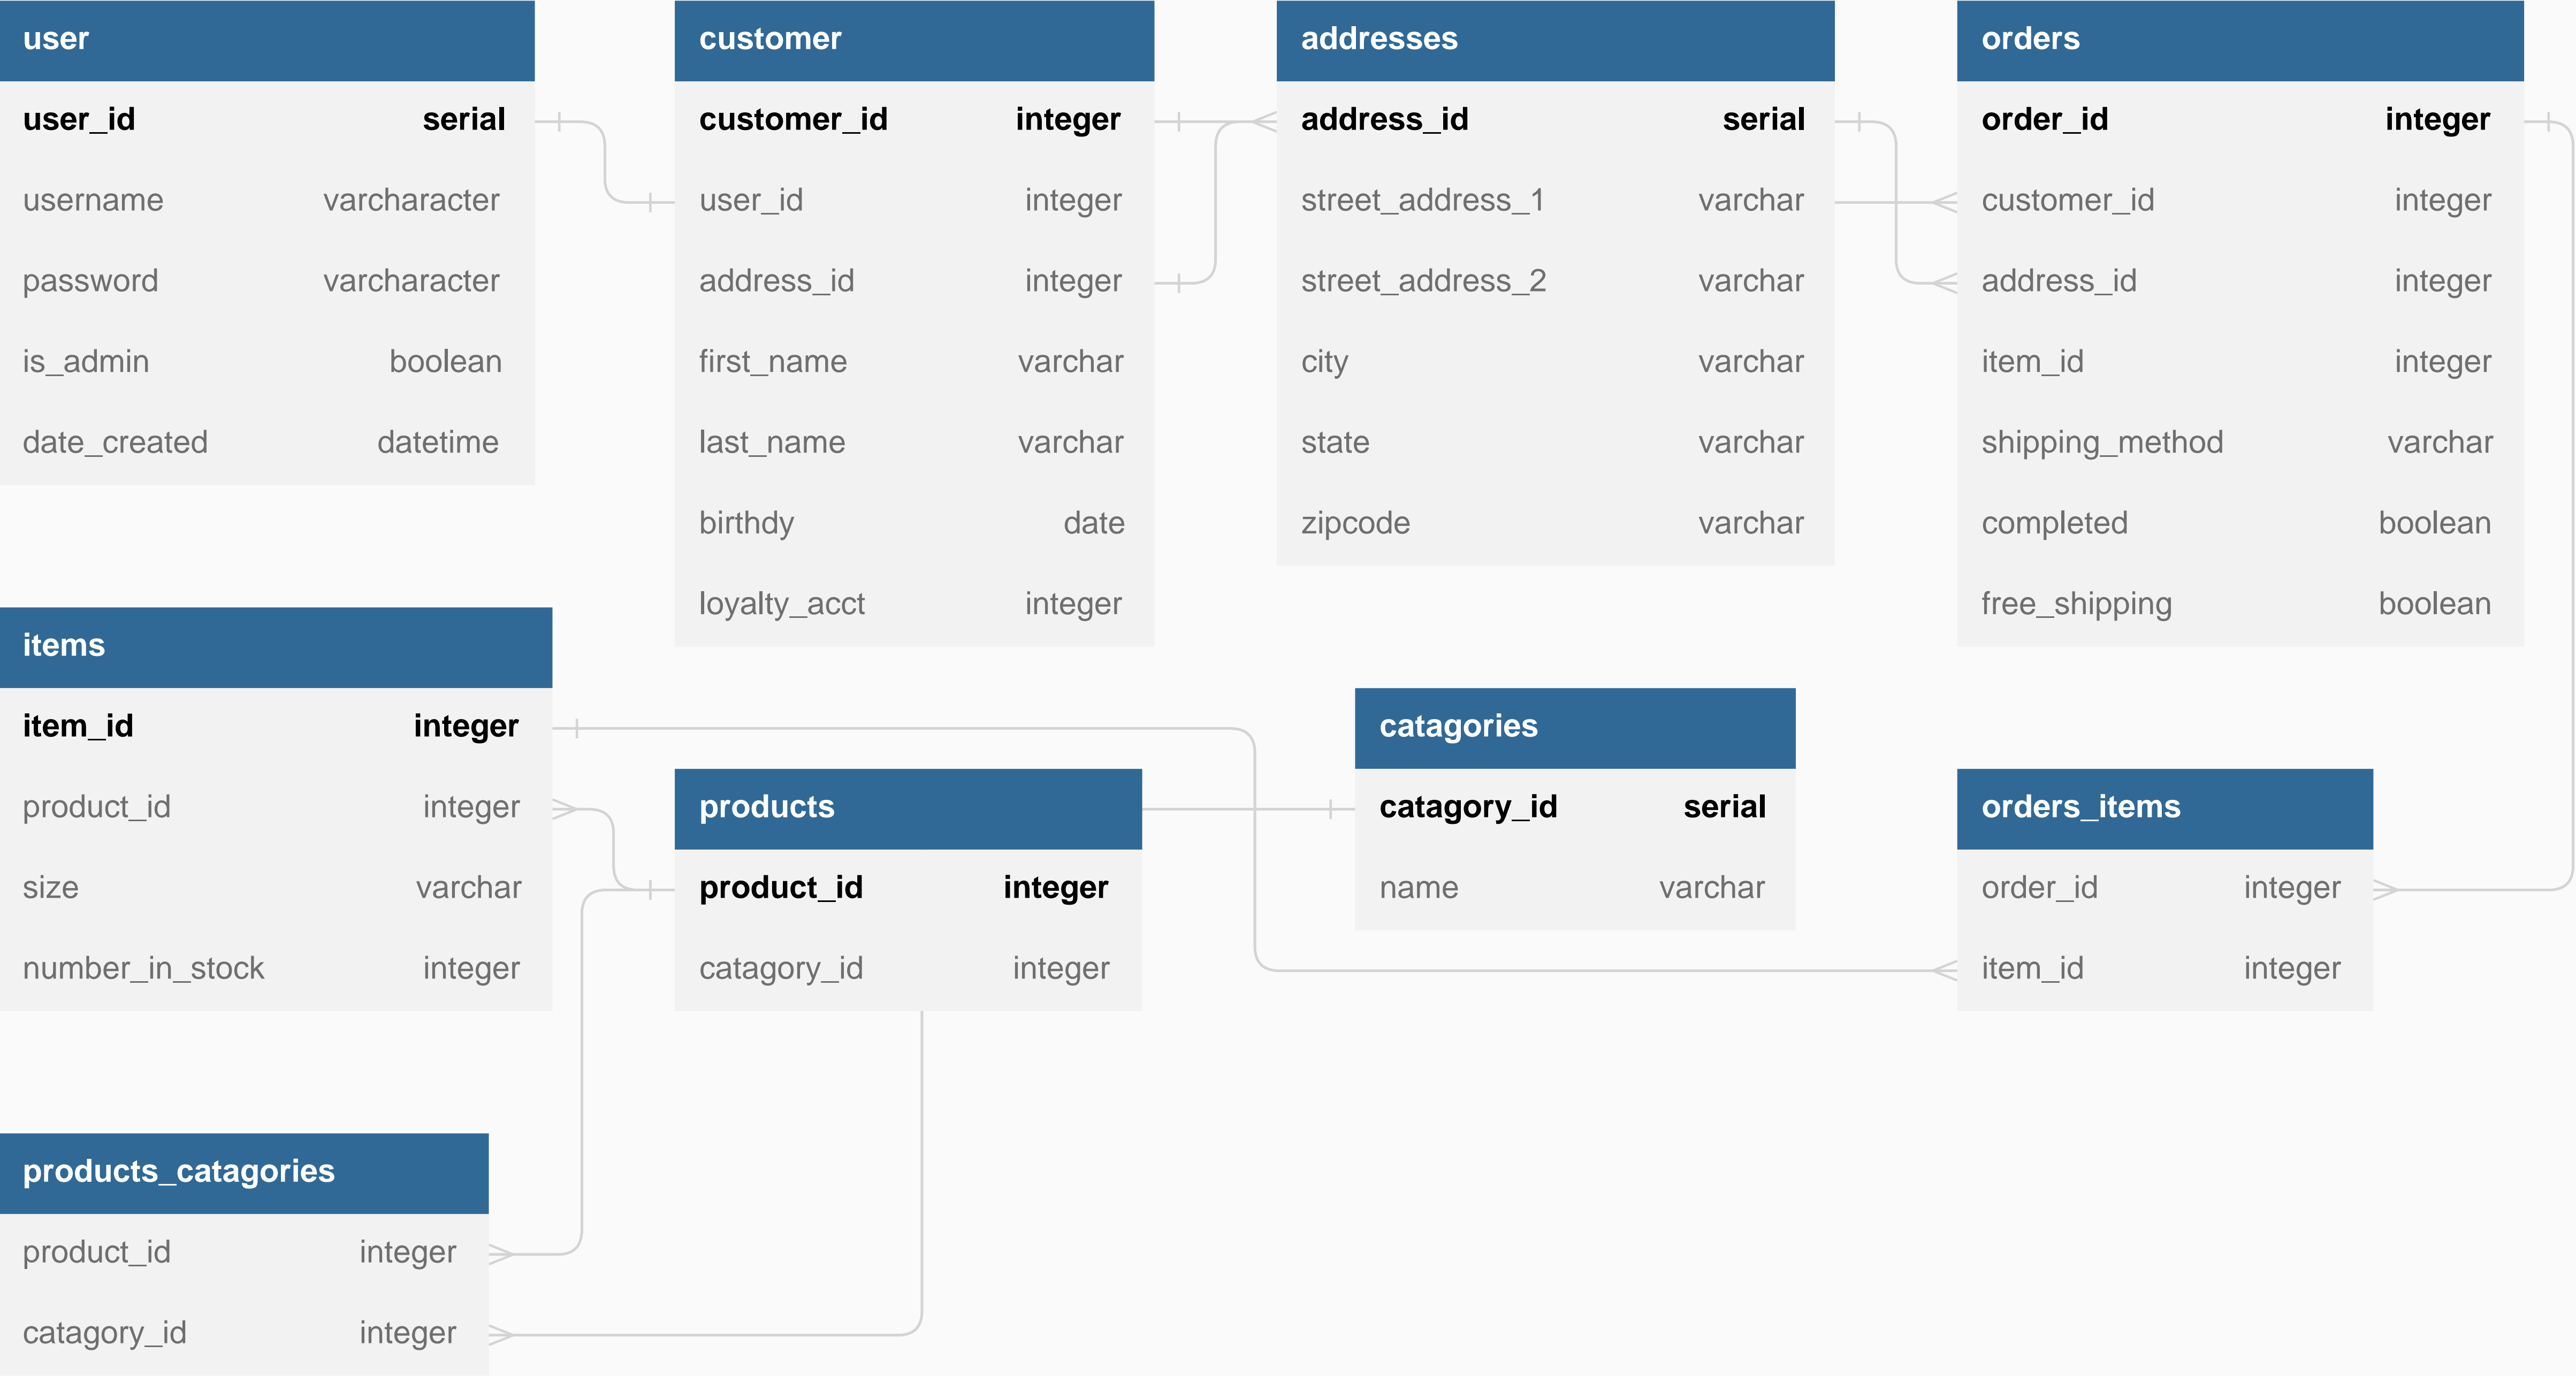 user
user_id serial
username varcharacter
password varcharacter
is_admin boolean
date_created datetime
customer
customer_id integer
user_id integer
address_id integer
first_name varchar
last_name varchar
birthdy date
loyalty_acct integer
addresses
address_id serial
street_address_1 varchar
street_address_2 varchar
city varchar
state varchar
zipcode varchar
orders
order_id integer
customer_id integer
address_id integer
item_id integer
shipping_method varchar
completed boolean
free_shipping boolean
items
item_id integer
product_id integer
size varchar
number_in_stock integer
products
product_id integer
catagory_id integer
catagories
catagory_id serial
name varchar
orders_items
order_id integer
item_id integer
products_catagories
product_id integer
catagory_id integer